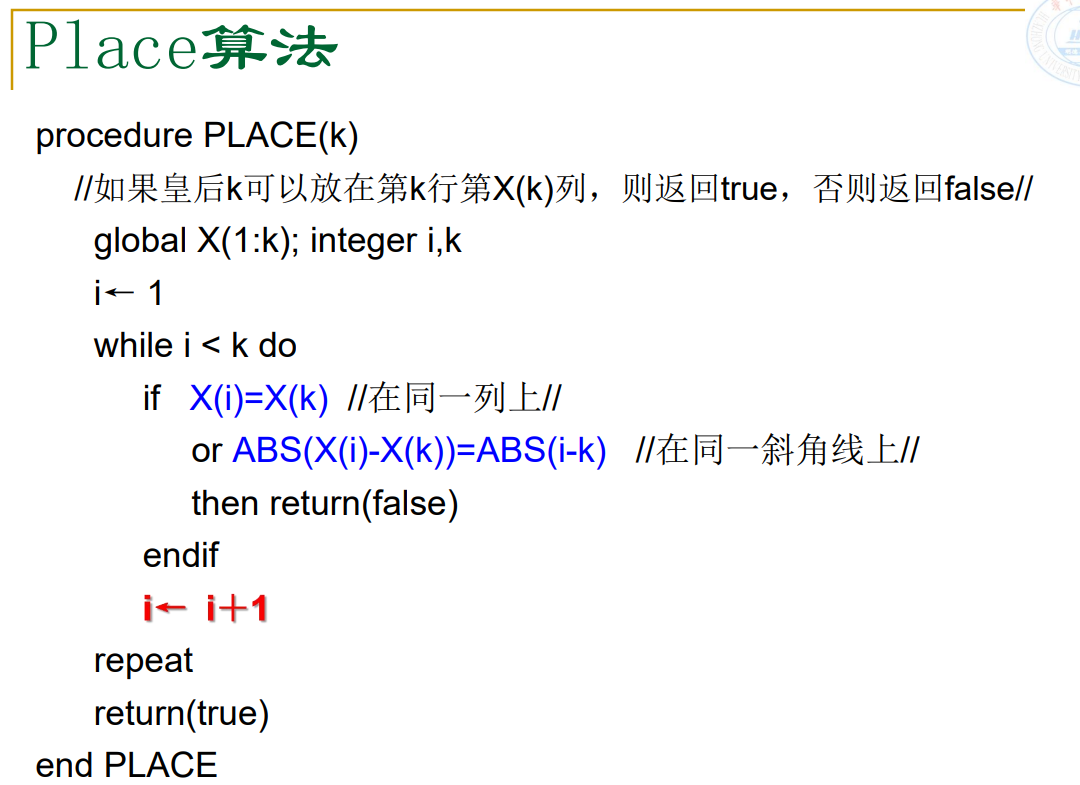 Place算法
procedure PLACE(k)
//如果皇后k可以放在第k行第X(k)列，则返回true，否则返回false//
global X(1:k); integer i,k
i← 1
while i < k do
if X(i)=X(k) //在同一列上//
or ABS(X(i)-X(k))=ABS(i-k) //在同一斜角线上//
then return(false)
endif
i← i＋1
repeat
return(true)
end PLACE